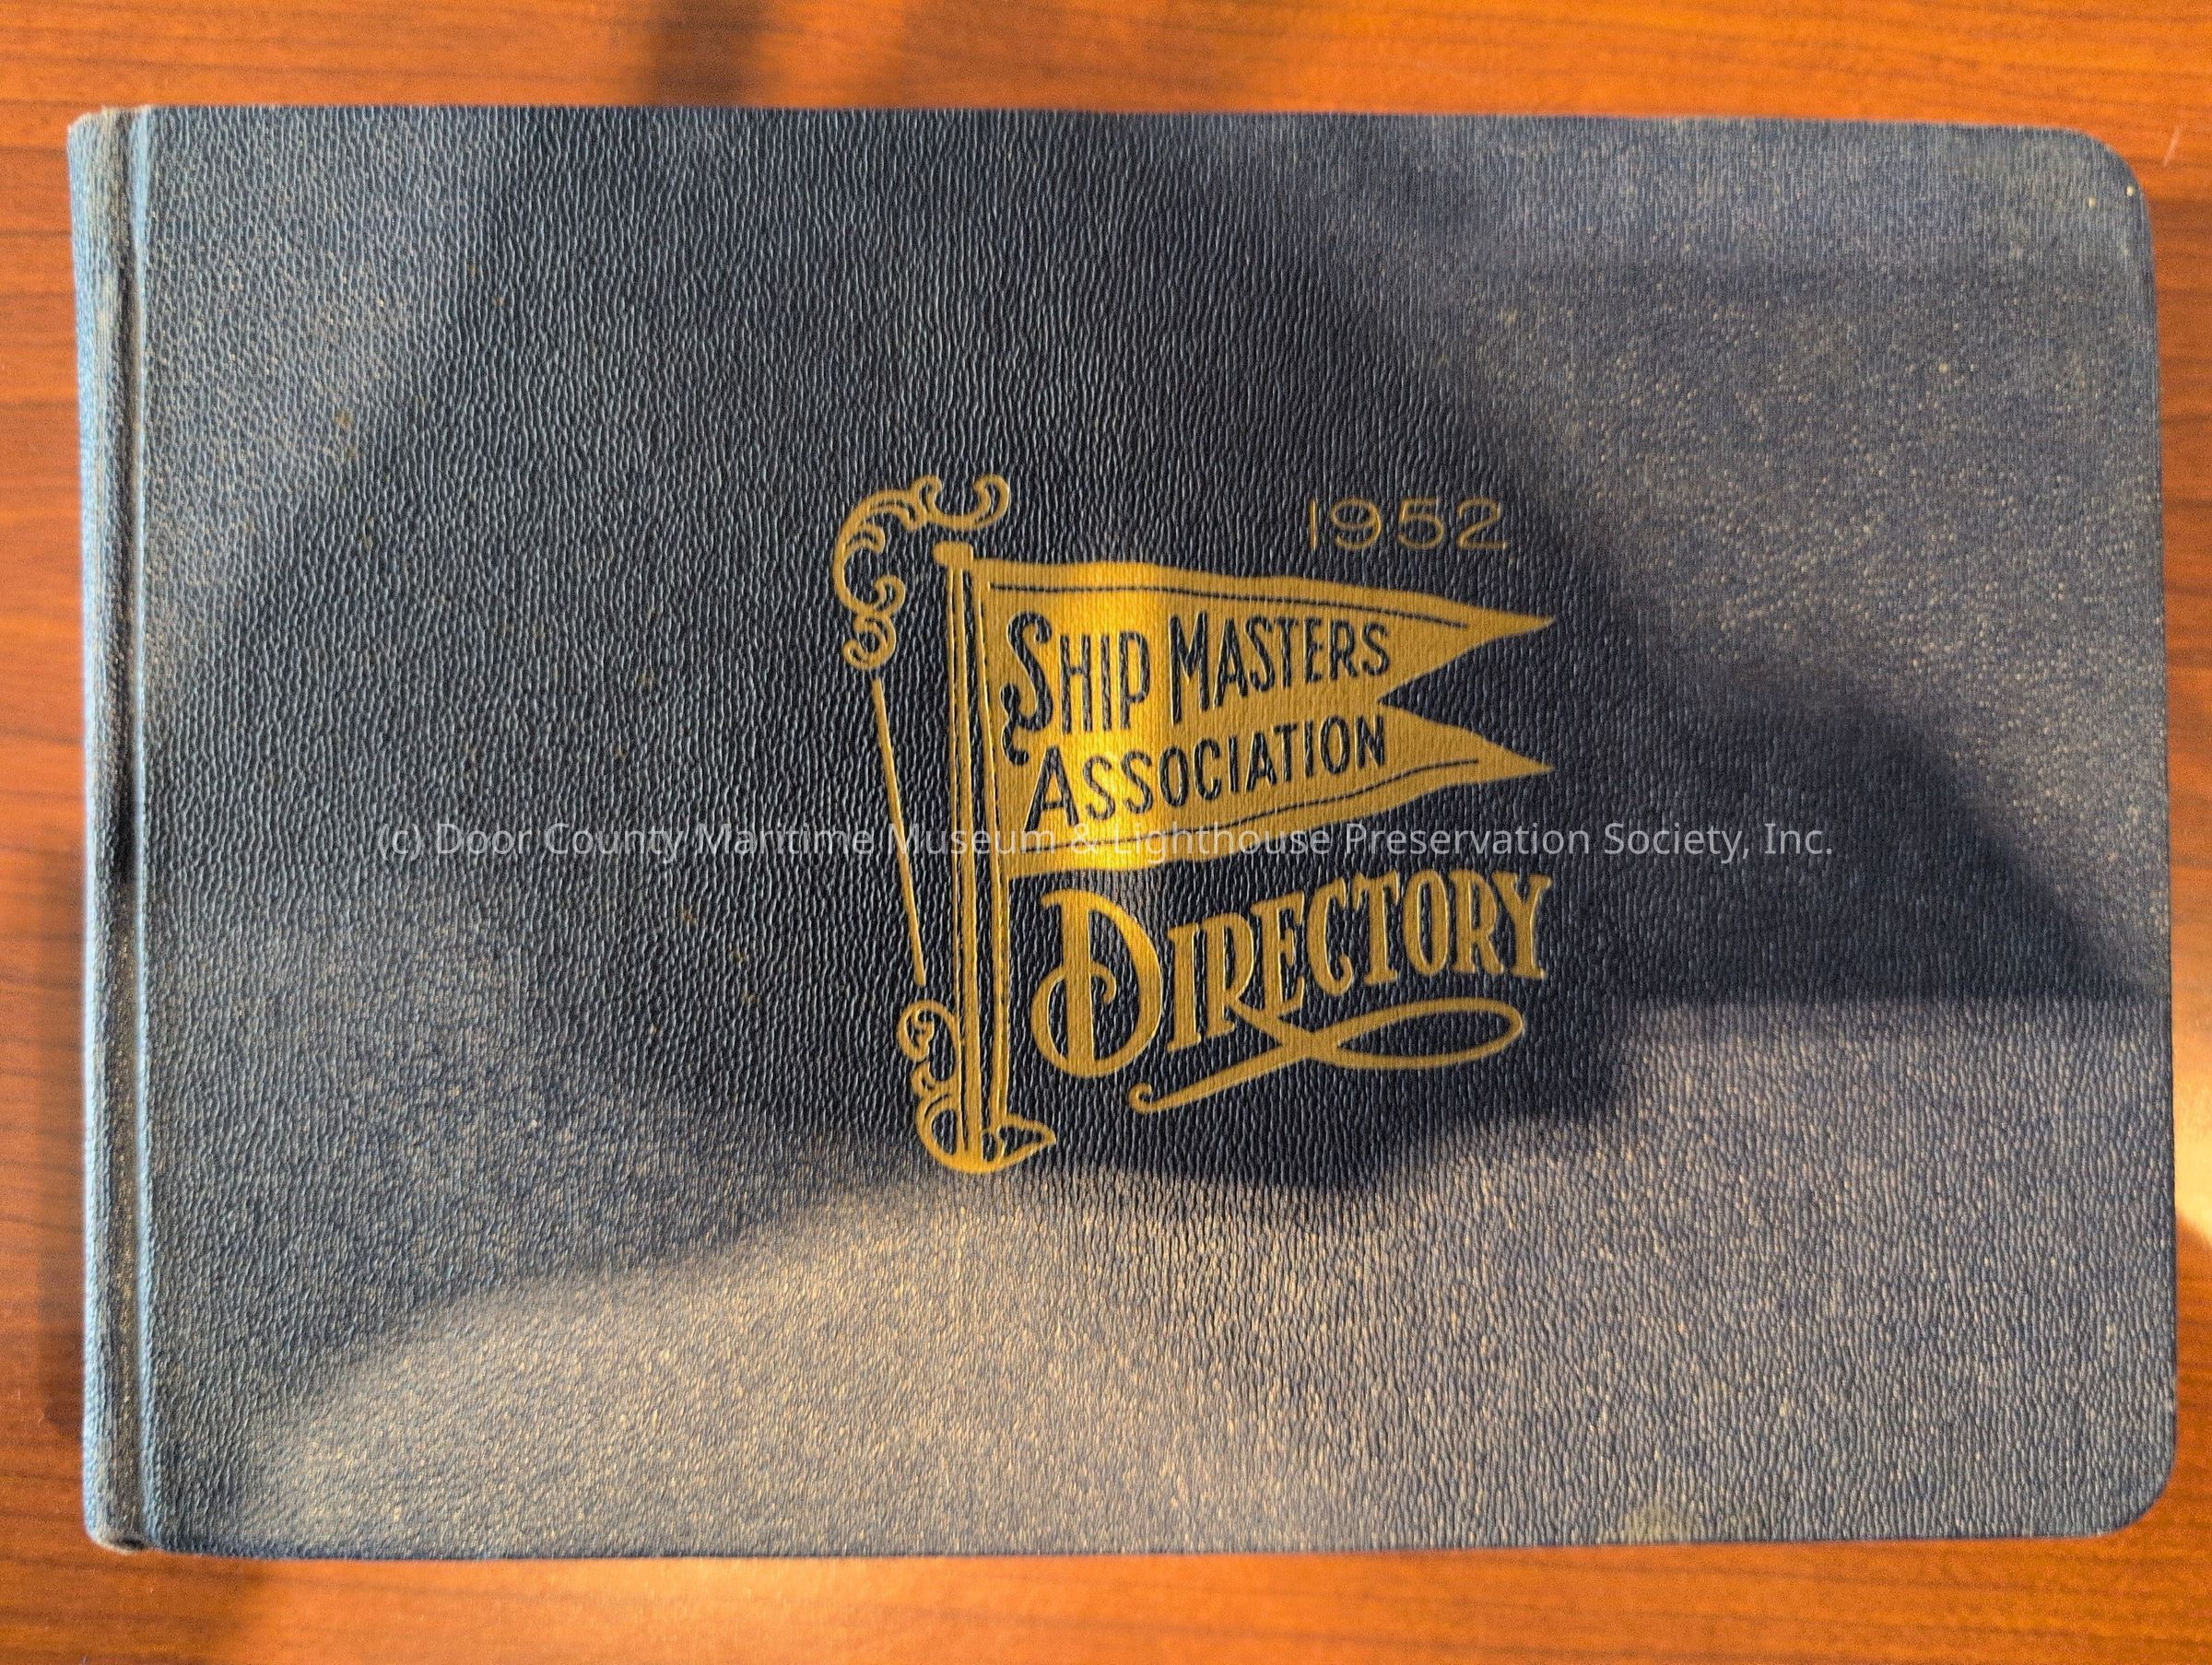 1952
SHIP MASTERS
ASSOCIATION
(c) Door County Maritime Museum & Lighthouse Preservation Society, Inc.
DIRECTORY